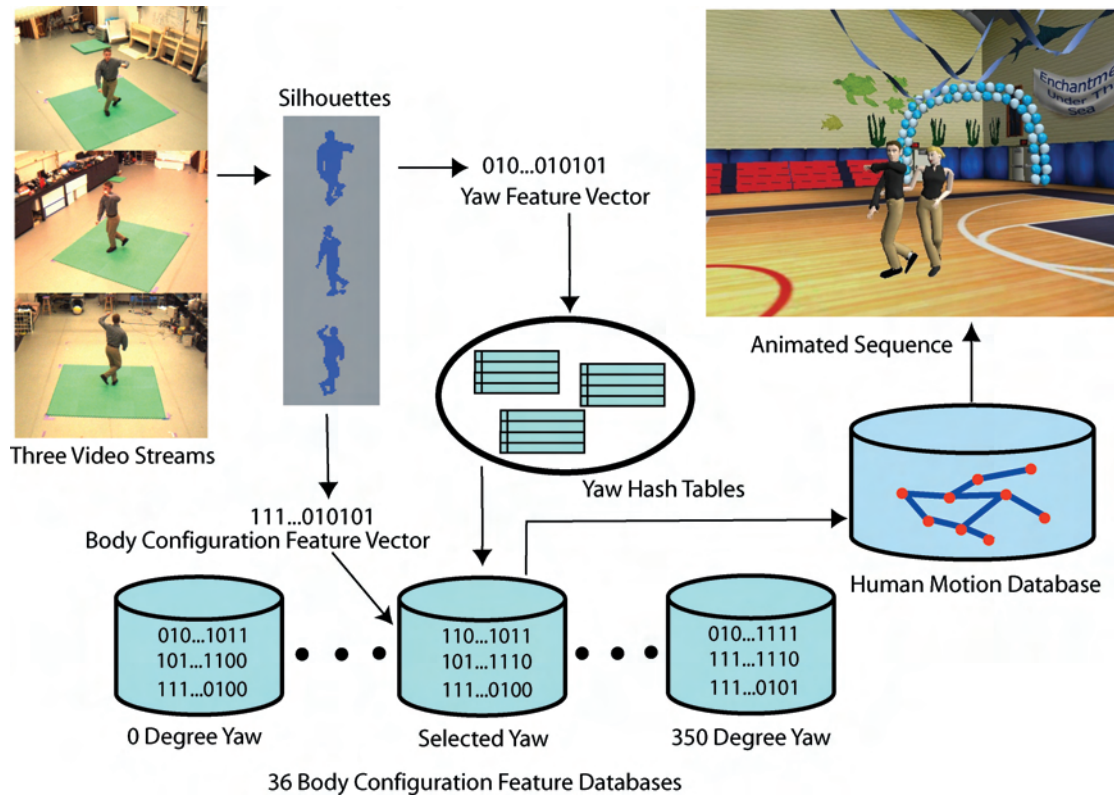 Silhouettes
Enchantme
Under The
Sea
010...010101
Yaw Feature Vector
Animated Sequence
Three Video Streams
Yaw Hash Tables
111...010101
Body Configuration Feature Vector
Human Motion Database
010...1011
101...1100
111...0100
110...1011
101...1110
111...0100
010...1111
111...1110
111...0101
0 Degree Yaw
Selected Yaw
350 Degree Yaw
36 Body Configuration Feature Databases